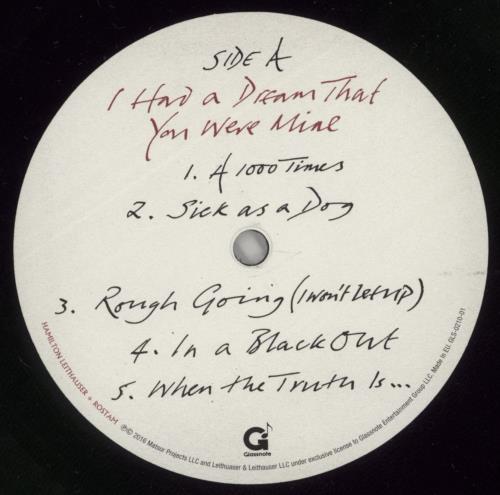 SIDE A
I Had a Dream That
You Were Mine
1. A 1000 Times
2. Sick as a Dog
3. Rough Going (I won't let up)
4. In a Black Out
5. When the Truth Is...
HAMILTON LEITHAUSER + ROSTAM
℗© 2016 Matsor Projects LLC and Leithuaser & Leithauser LLC under exclusive license to Glassnote Entertainment Group LLC. Made in EU. GLS-0210-01
G
Glassnote